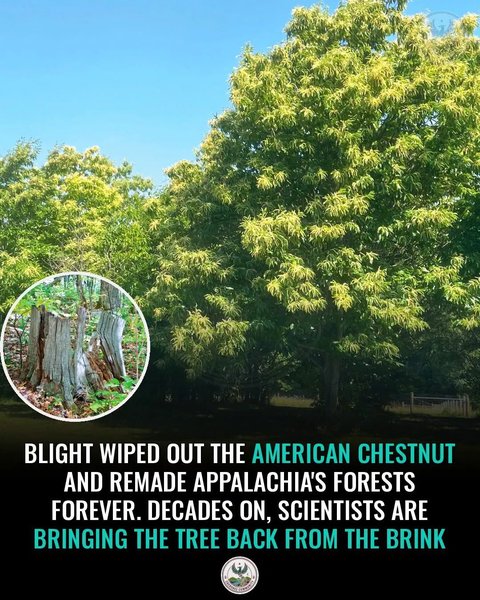 BLIGHT WIPED OUT THE AMERICAN CHESTNUT
AND REMADE APPALACHIA'S FORESTS
FOREVER. DECADES ON, SCIENTISTS ARE
BRINGING THE TREE BACK FROM THE BRINK